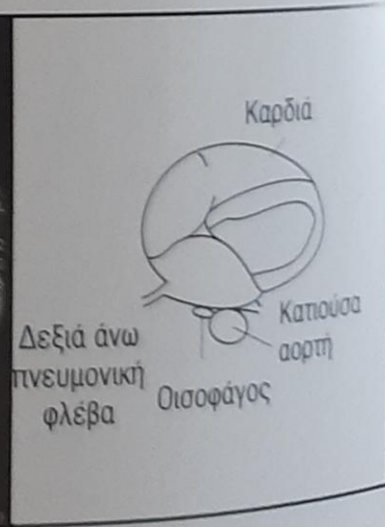 Καρδιά
Κατιούσα
αορτή
Δεξιά άνω
πνευμονική
φλέβα
Οισοφάγος